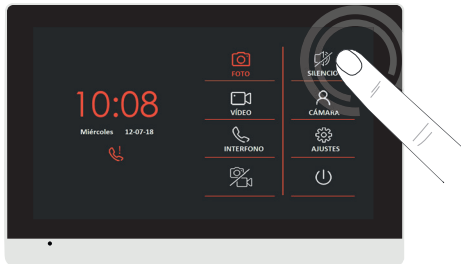 10:08
Miércoles 12-07-18
FOTO
SILENCIO
VÍDEO
CÁMARA
INTERFONO
AJUSTES